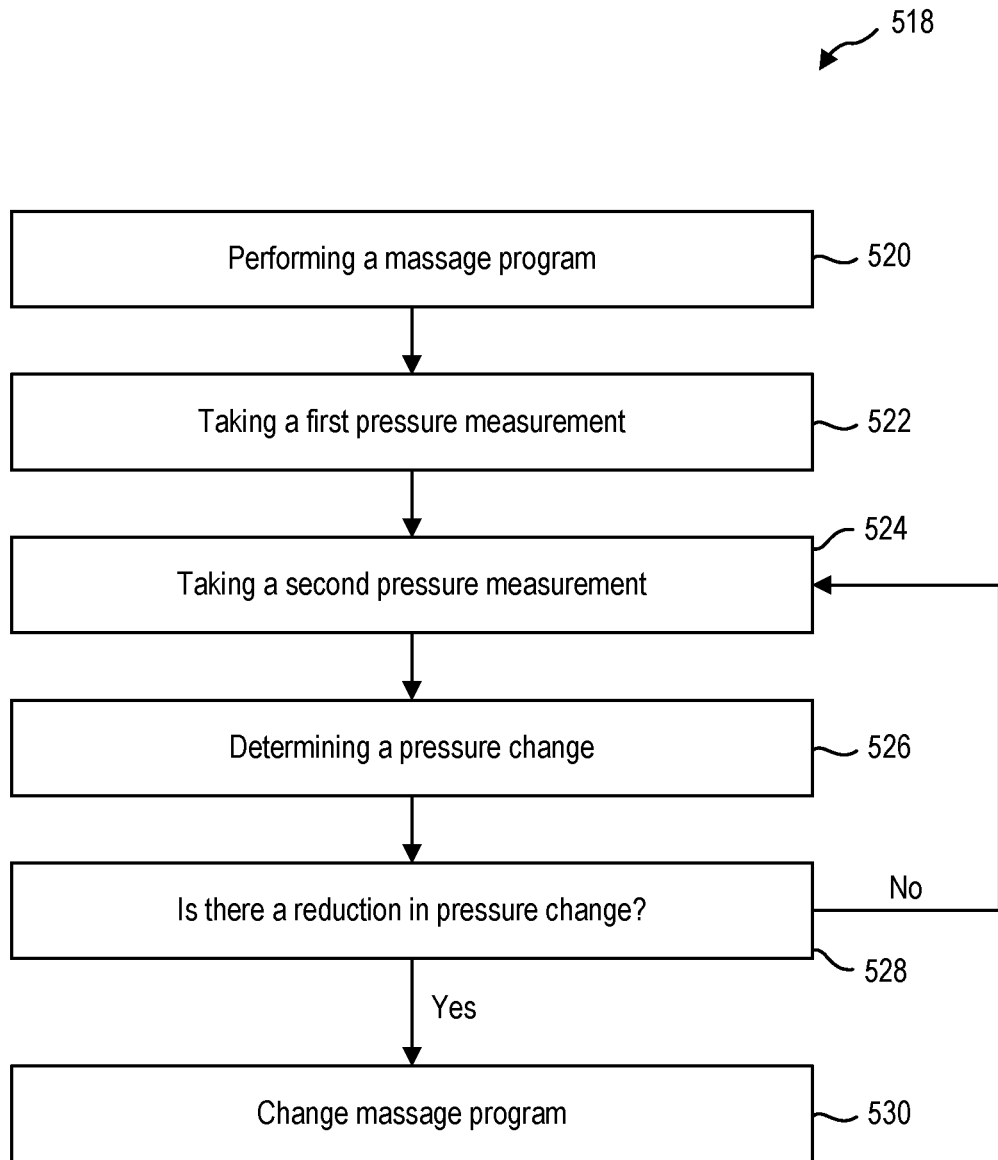 518
Performing a massage program
520
Taking a first pressure measurement
522
524
Taking a second pressure measurement
Determining a pressure change
526
Is there a reduction in pressure change?
No
528
Yes
Change massage program
530